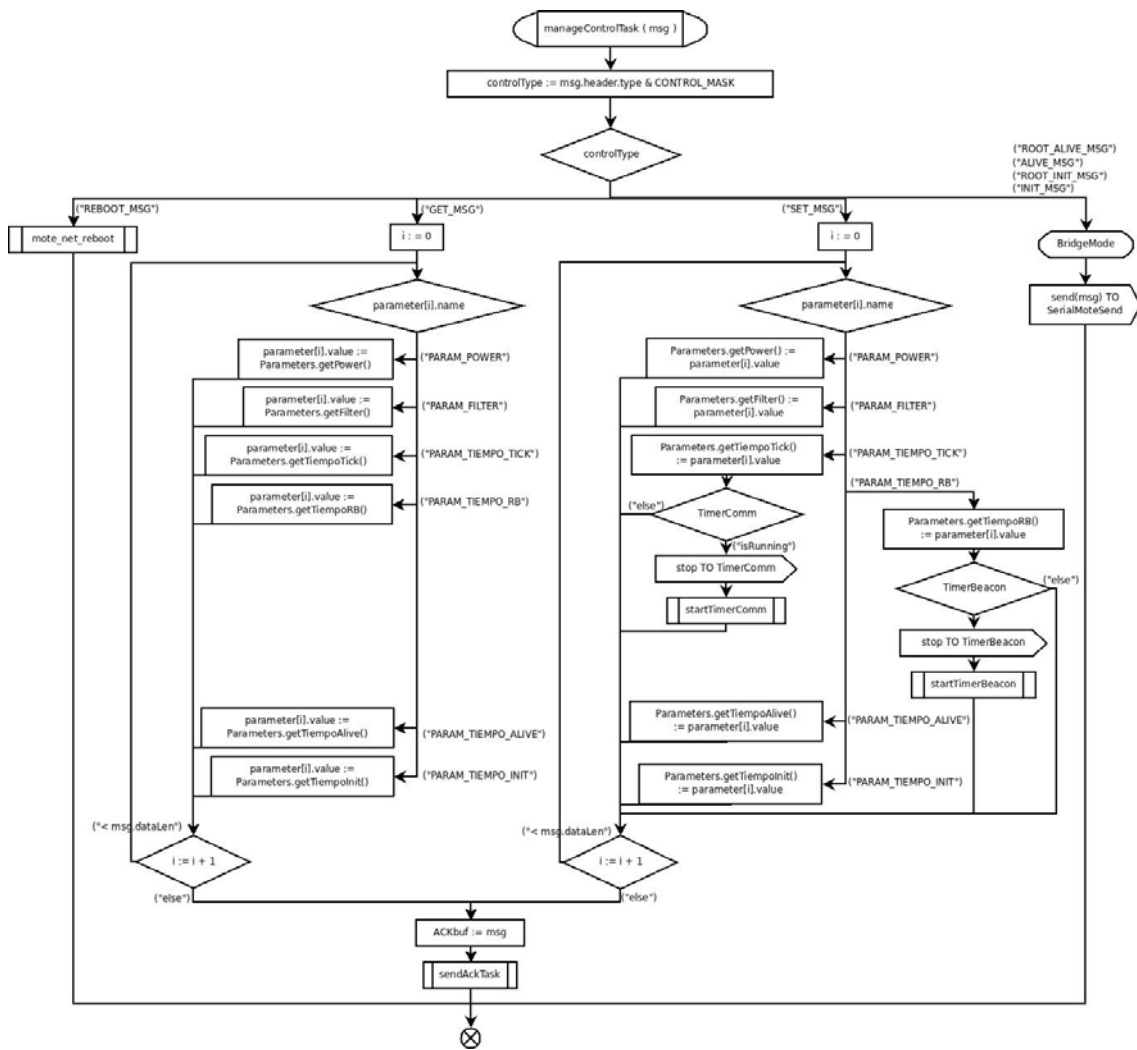 manageControlTask ( msg )
controlType := msg.header.type & CONTROL_MASK
controlType
("ROOT_ALIVE_MSG")
("ALIVE_MSG")
("ROOT_INIT_MSG")
("INIT_MSG")
("REBOOT_MSG")
("GET_MSG")
("SET_MSG")
mote_net_reboot
i : = 0
i : = 0
BridgeMode
send(msg) TO
SerialMoteSend
parameter[i].name
parameter[i].value :=
Parameters.getPower()
("PARAM_POWER")
parameter[i].value :=
Parameters.getFilter()
("PARAM_FILTER")
parameter[i].value :=
Parameters.getTiempoTick()
("PARAM_TIEMPO_TICK")
parameter[i].value :=
Parameters.getTiempoRB()
("PARAM_TIEMPO_RB")
parameter[i].value :=
Parameters.getTiempoAlive()
("PARAM_TIEMPO_ALIVE")
parameter[i].value :=
Parameters.getTiempoInit()
("PARAM_TIEMPO_INIT")
("< msg.dataLen")
i := i + 1
("else")
parameter[i].name
Parameters.getPower() :=
parameter[i].value
("PARAM_POWER")
Parameters.getFilter() :=
parameter[i].value
("PARAM_FILTER")
Parameters.getTiempoTick()
:= parameter[i].value
("PARAM_TIEMPO_TICK")
("else")
TimerComm
("isRunning")
stop TO TimerComm
startTimerComm
("PARAM_TIEMPO_RB")
Parameters.getTiempoRB()
:= parameter[i].value
TimerBeacon
("else")
stop TO TimerBeacon
startTimerBeacon
Parameters.getTiempoAlive()
:= parameter[i].value
("PARAM_TIEMPO_ALIVE")
Parameters.getTempoInit()
:= parameter[i].value
("PARAM_TIEMPO_INIT")
("< msg.dataLen")
i := i + 1
("else")
ACKbuf := msg
sendAckTask